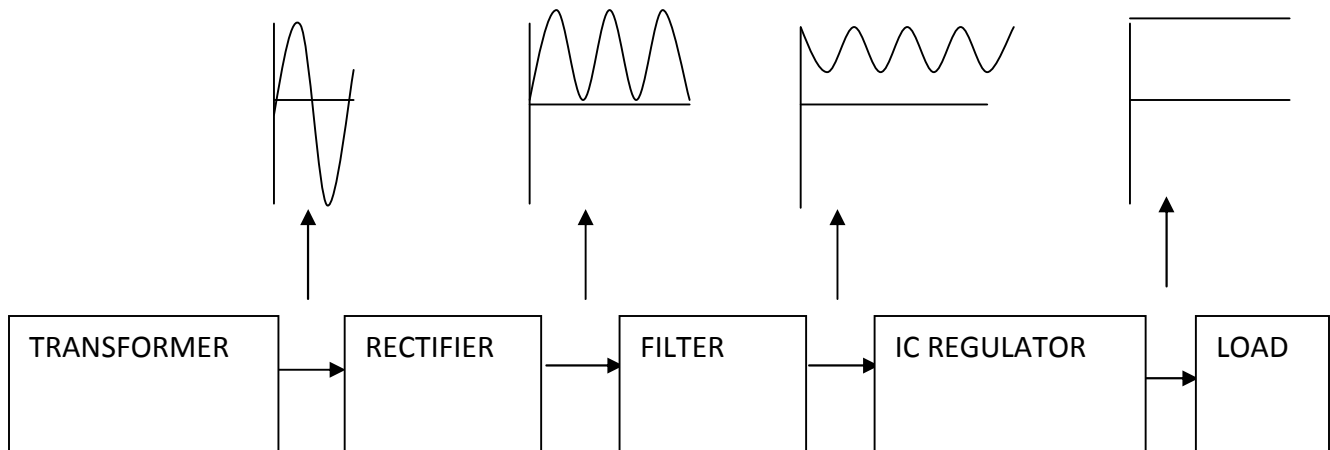 TRANSFORMER
RECTIFIER
FILTER
IC REGULATOR
LOAD